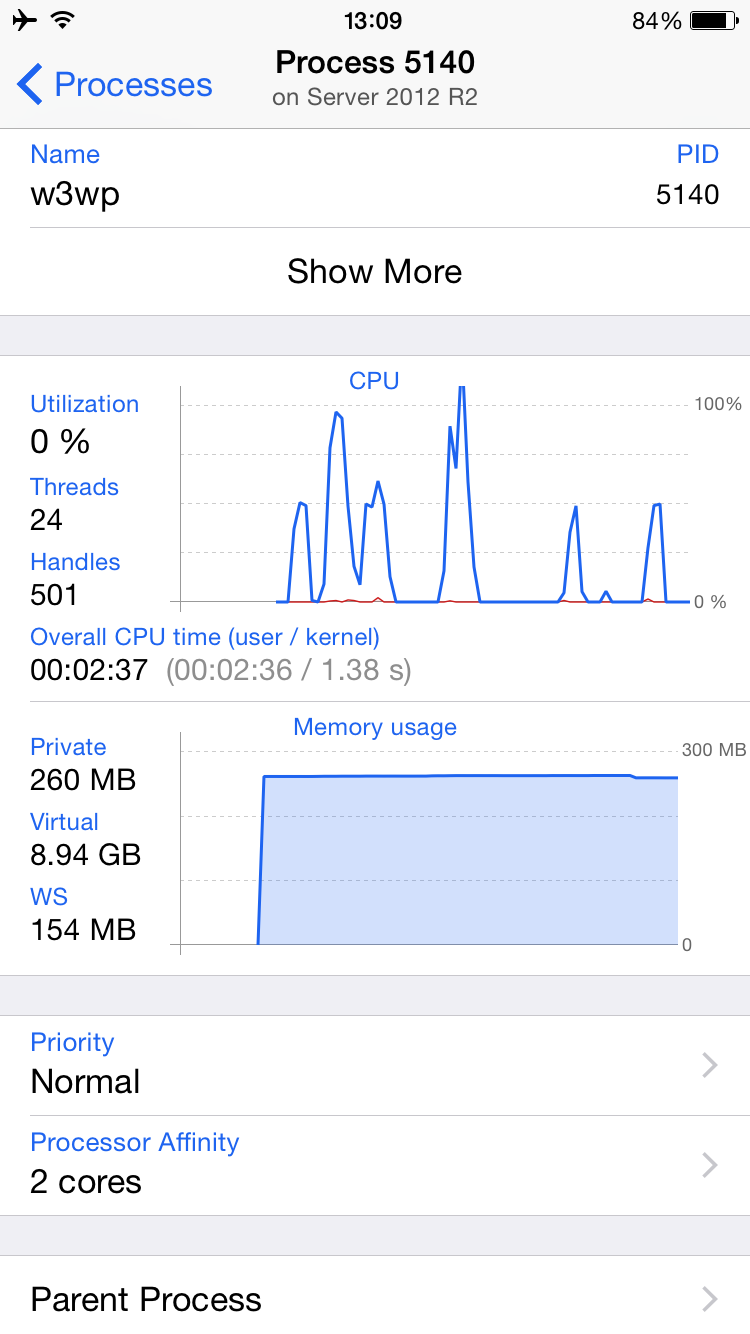 13:09
84%
Processes
Process 5140
on Server 2012 R2
Name
PID
w3wp
5140
Show More
CPU
Utilization
100%
0 %
Threads
24
Handles
501
0 %
Overall CPU time (user / kernel)
00:02:37 (00:02:36 / 1.38 s)
Memory usage
Private
300 MB
260 MB
Virtual
8.94 GB
WS
154 MB
0
Priority
Normal
Processor Affinity
2 cores
Parent Process